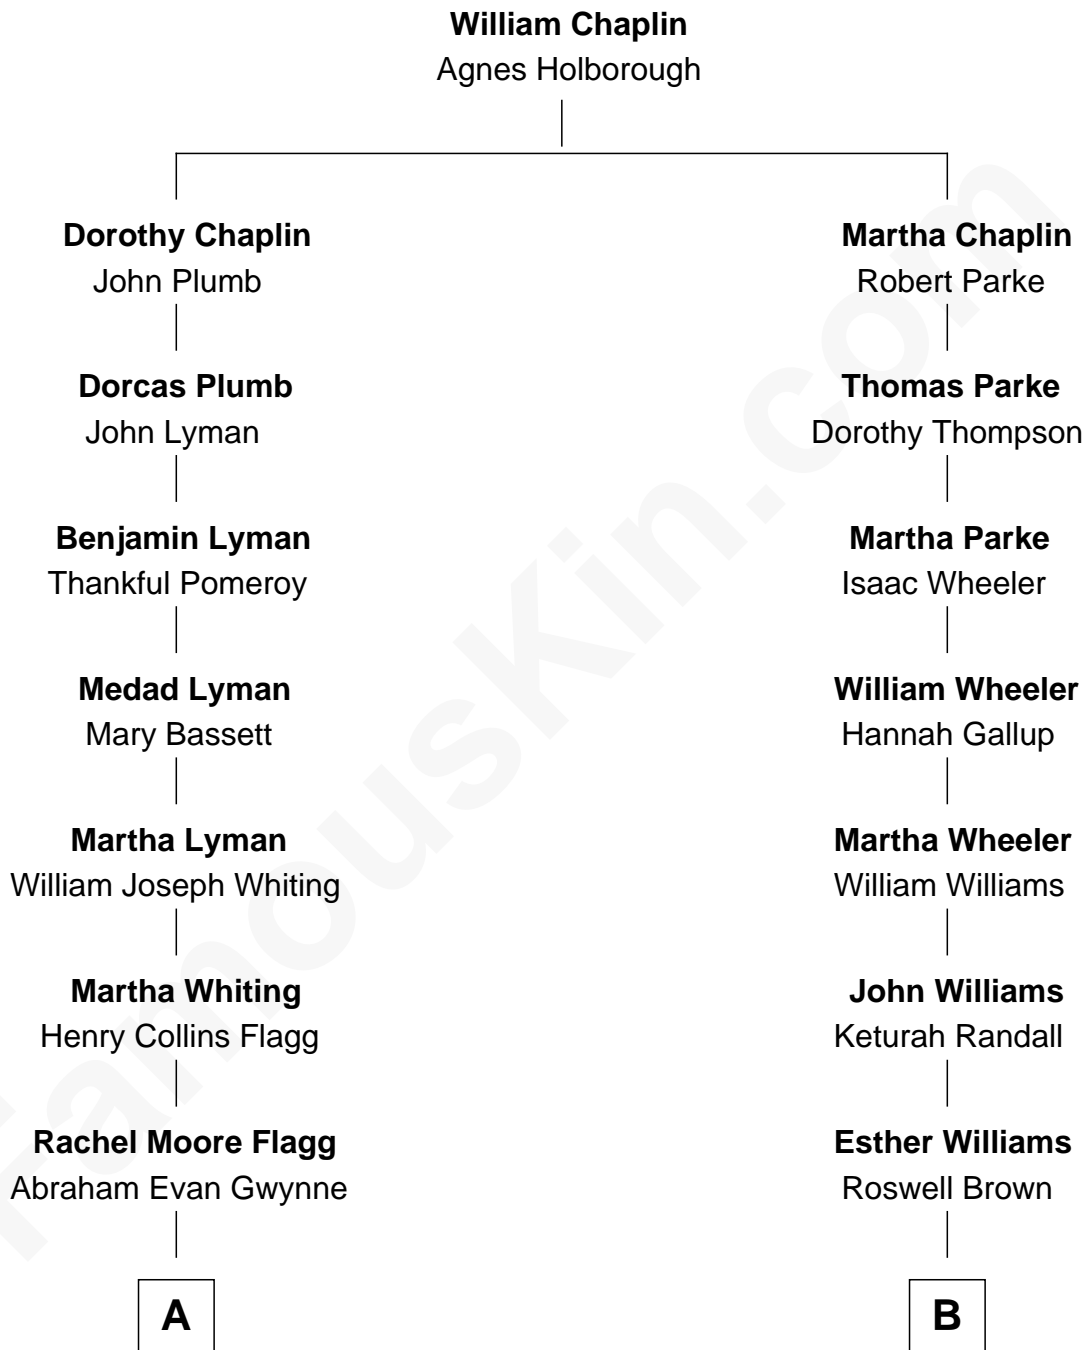 William Chaplin
Agnes Holborough
Dorothy Chaplin
John Plumb
Martha Chaplin
Robert Parke
Dorcas Plumb
John Lyman
Thomas Parke
Dorothy Thompson
Benjamin Lyman
Thankful Pomeroy
Martha Parke
Isaac Wheeler
Medad Lyman
Mary Bassett
William Wheeler
Hannah Gallup
Martha Lyman
William Joseph Whiting
Martha Wheeler
William Williams
Martha Whiting
Henry Collins Flagg
John Williams
Keturah Randall
Rachel Moore Flagg
Abraham Evan Gwynne
Esther Williams
Roswell Brown
A
B
FamousKin.com